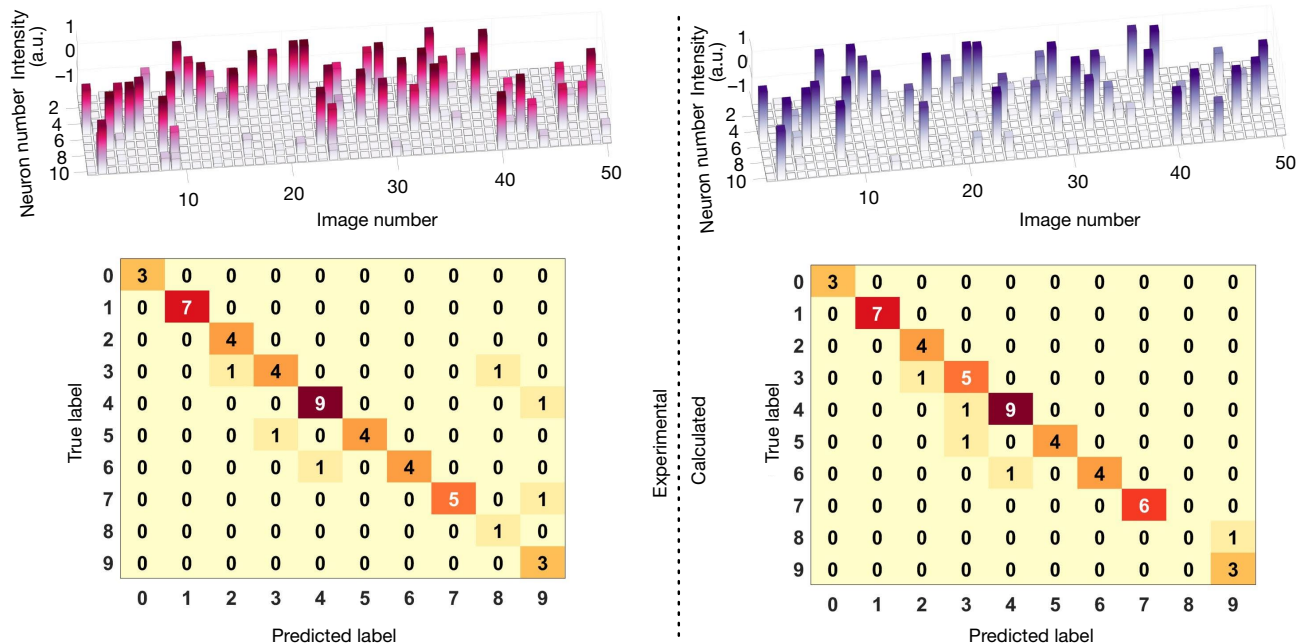 1
0
−1
Intensity
(a.u.)
Neuron number
2
4
6
8
10
10
20
30
40
50
Image number
1
0
−1
Intensity
(a.u.)
Neuron number
2
4
6
8
10
10
20
30
40
50
Image number
True label
0 3 0 0 0 0 0 0 0 0 0
1 0 7 0 0 0 0 0 0 0 0
2 0 0 4 0 0 0 0 0 0 0
3 0 0 1 4 0 0 0 0 1 0
4 0 0 0 0 9 0 0 0 0 1
5 0 0 0 1 0 4 0 0 0 0
6 0 0 0 0 1 0 4 0 0 0
7 0 0 0 0 0 0 0 5 0 1
8 0 0 0 0 0 0 0 0 1 0
9 0 0 0 0 0 0 0 0 0 3
0 1 2 3 4 5 6 7 8 9
Predicted label
Experimental
Calculated
True label
0 3 0 0 0 0 0 0 0 0 0
1 0 7 0 0 0 0 0 0 0 0
2 0 0 4 0 0 0 0 0 0 0
3 0 0 1 5 0 0 0 0 0 0
4 0 0 0 1 9 0 0 0 0 0
5 0 0 0 1 0 4 0 0 0 0
6 0 0 0 0 1 0 4 0 0 0
7 0 0 0 0 0 0 0 6 0 0
8 0 0 0 0 0 0 0 0 0 1
9 0 0 0 0 0 0 0 0 0 3
0 1 2 3 4 5 6 7 8 9
Predicted label